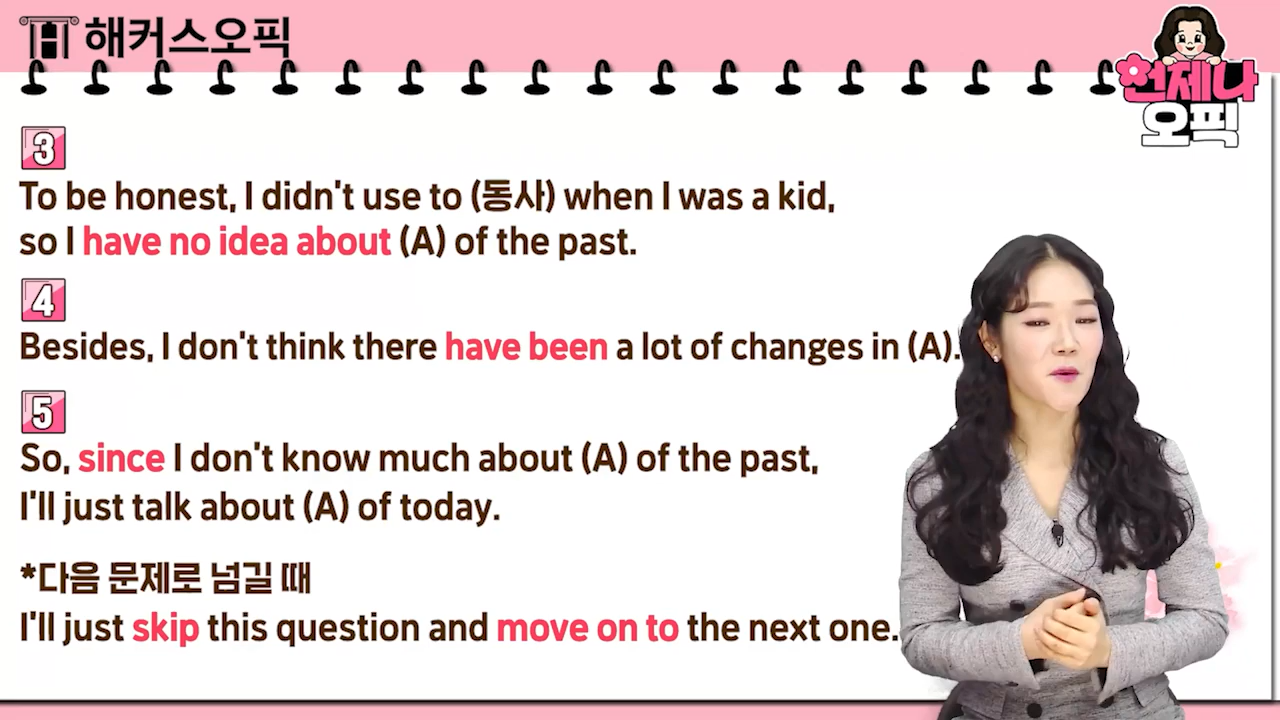 해커스오픽
언제나
오픽
3
To be honest, I didn't use to (동사) when I was a kid,
so I have no idea about (A) of the past.
4
Besides, I don't think there have been a lot of changes in (A).
5
So, since I don't know much about (A) of the past,
I'll just talk about (A) of today.
*다음 문제로 넘길 때
I'll just skip this question and move on to the next one.